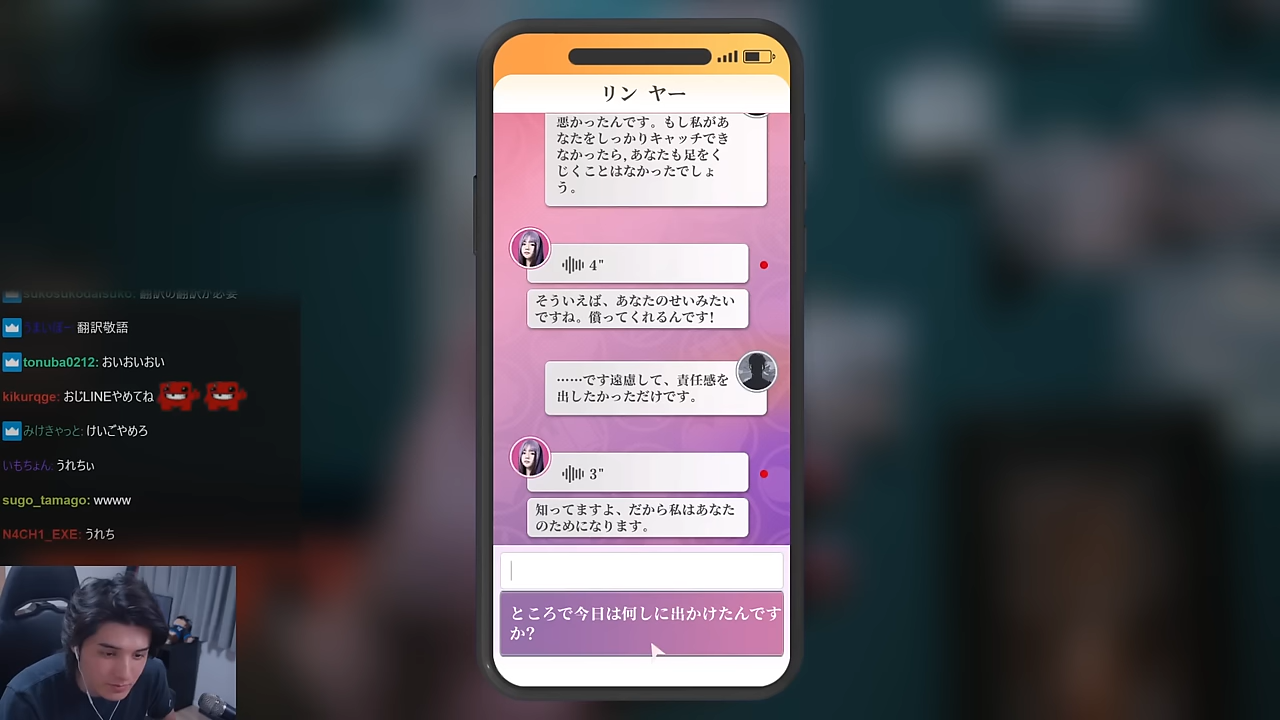 リン ヤー
悪かったんです。もし私があ
なたをしっかりキャッチでき
なかったら,あなたも足をく
じくことはなかったでしょ
う。
4"
そういえば、あなたのせいみたい
ですね。償ってくれるんです!
……です遠慮して、責任感を
出したかっただけです。
3"
知ってますよ、だから私はあなた
のためになります。
ところで今日は何しに出かけたんです
か?
sukosukodaisuko: 翻訳の翻訳が必要
うまいぼー: 翻訳敬語
tonuba0212: おいおいおい
kikurqge: おじLINEやめてね
みけきゃっと: けいごやめろ
いもちょん: うれちぃ
sugo_tamago: wwww
N4CH1_EXE: うれち